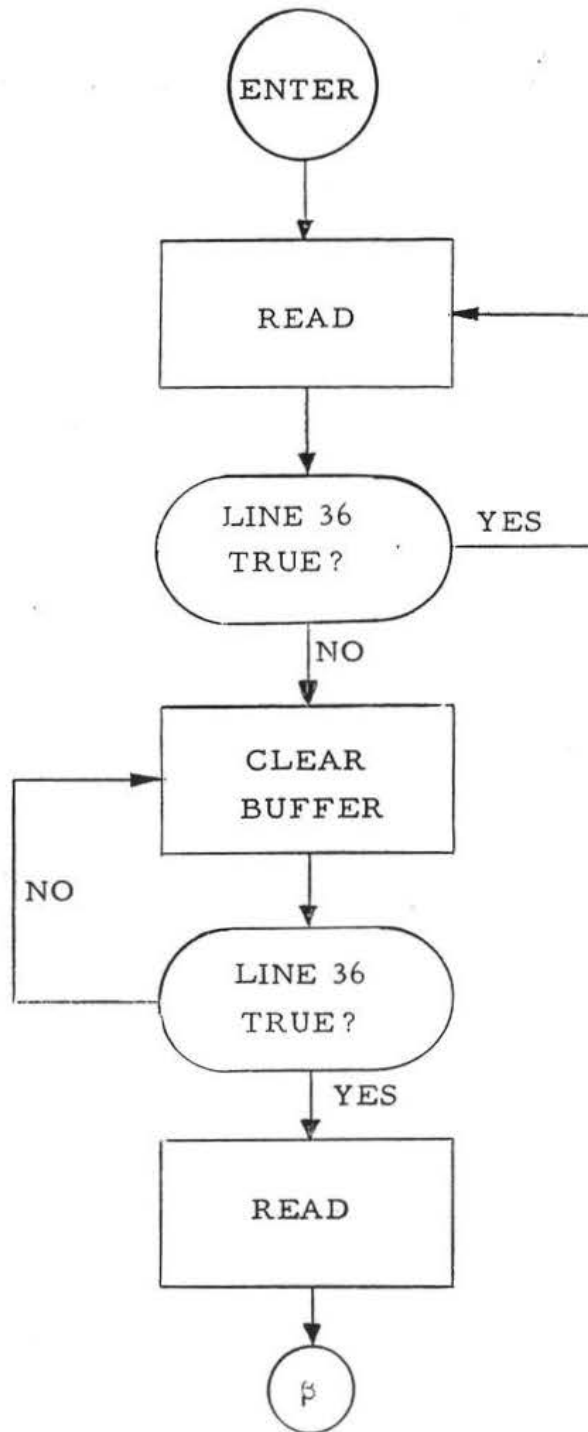 ENTER
READ
LINE 36
TRUE?
YES
NO
CLEAR
BUFFER
NO
LINE 36
TRUE?
YES
READ
β